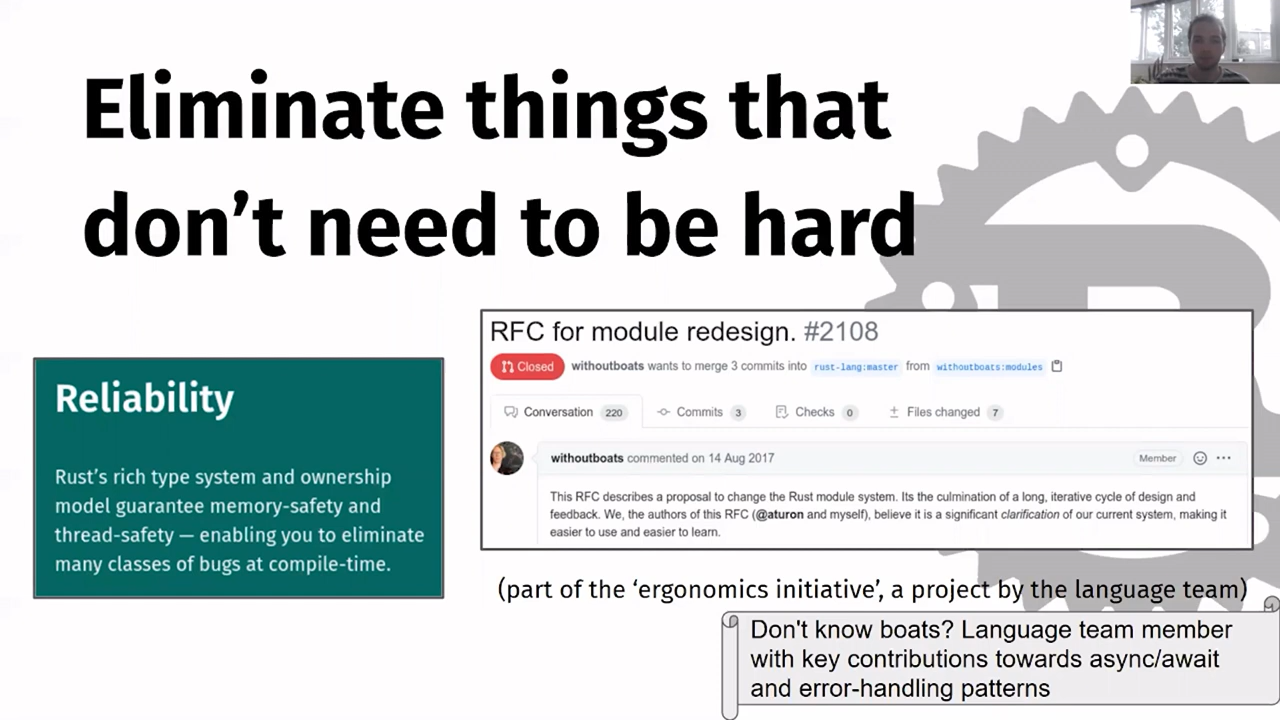 Eliminate things that
don’t need to be hard
Reliability
Rust’s rich type system and ownership
model guarantee memory-safety and
thread-safety — enabling you to eliminate
many classes of bugs at compile-time.
RFC for module redesign. #2108
Closed withoutboats wants to merge 3 commits into rust-lang:master from withoutboats:modules
Conversation 220 Commits 3 Checks 0 Files changed 7
withoutboats commented on 14 Aug 2017 Member
This RFC describes a proposal to change the Rust module system. Its the culmination of a long, iterative cycle of design and
feedback. We, the authors of this RFC (@aturon and myself), believe it is a significant clarification of our current system, making it
easier to use and easier to learn.
(part of the ‘ergonomics initiative’, a project by the language team)
Don't know boats? Language team member
with key contributions towards async/await
and error-handling patterns